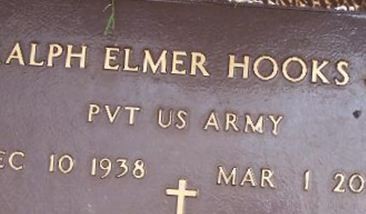 ALPH ELMER HOOKS
PVT US ARMY
EC 10 1938 MAR 1 20